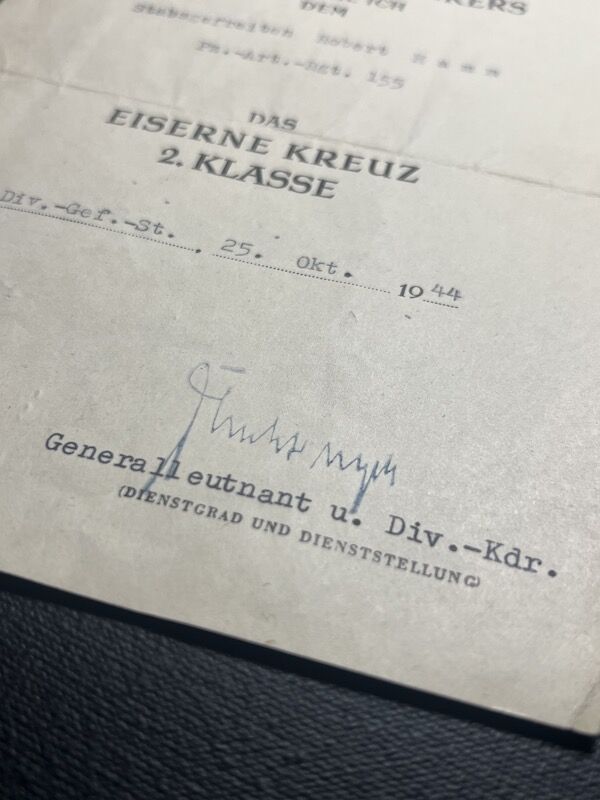 DEM
Stabsgefreiten Robert
Pz.-Art.-Rgt. 155
DAS
EISERNE KREUZ
2. KLASSE
Div.-Gef.-St. , 25. Okt. 1944
Generalleutnant u. Div.-Kdr.
(DIENSTGRAD UND DIENSTSTELLUNG)